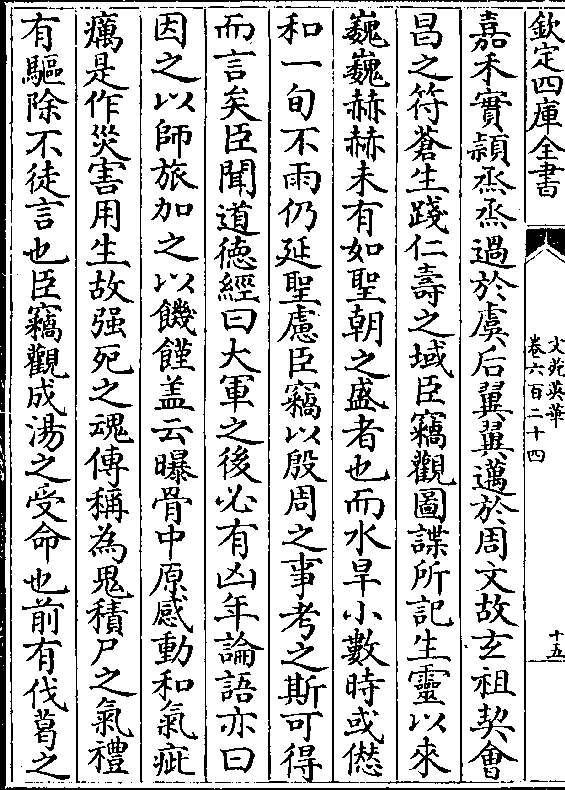 欽定四庫全書
文苑英華
卷六百二十四
十五
嘉禾實頴烝烝過於虞后翼翼邁於周文故玄祖契㑹
昌之符蒼生踐仁壽之域臣竊觀圖諜所記生靈以來
巍巍赫赫未有如聖朝之盛者也而水旱小數時或僽
和一旬不雨仍延聖慮臣竊以殷周之事考之斯可得
而言矣臣聞道徳經曰大軍之後必有凶年論語亦曰
因之以師旅加之以饑饉盖云曝骨中原感動和氣疵
癘是作災害用生故强死之魂傳稱為鬼積尸之氣禮
有驅除不徒言也臣竊觀成湯之受命也前有伐葛之